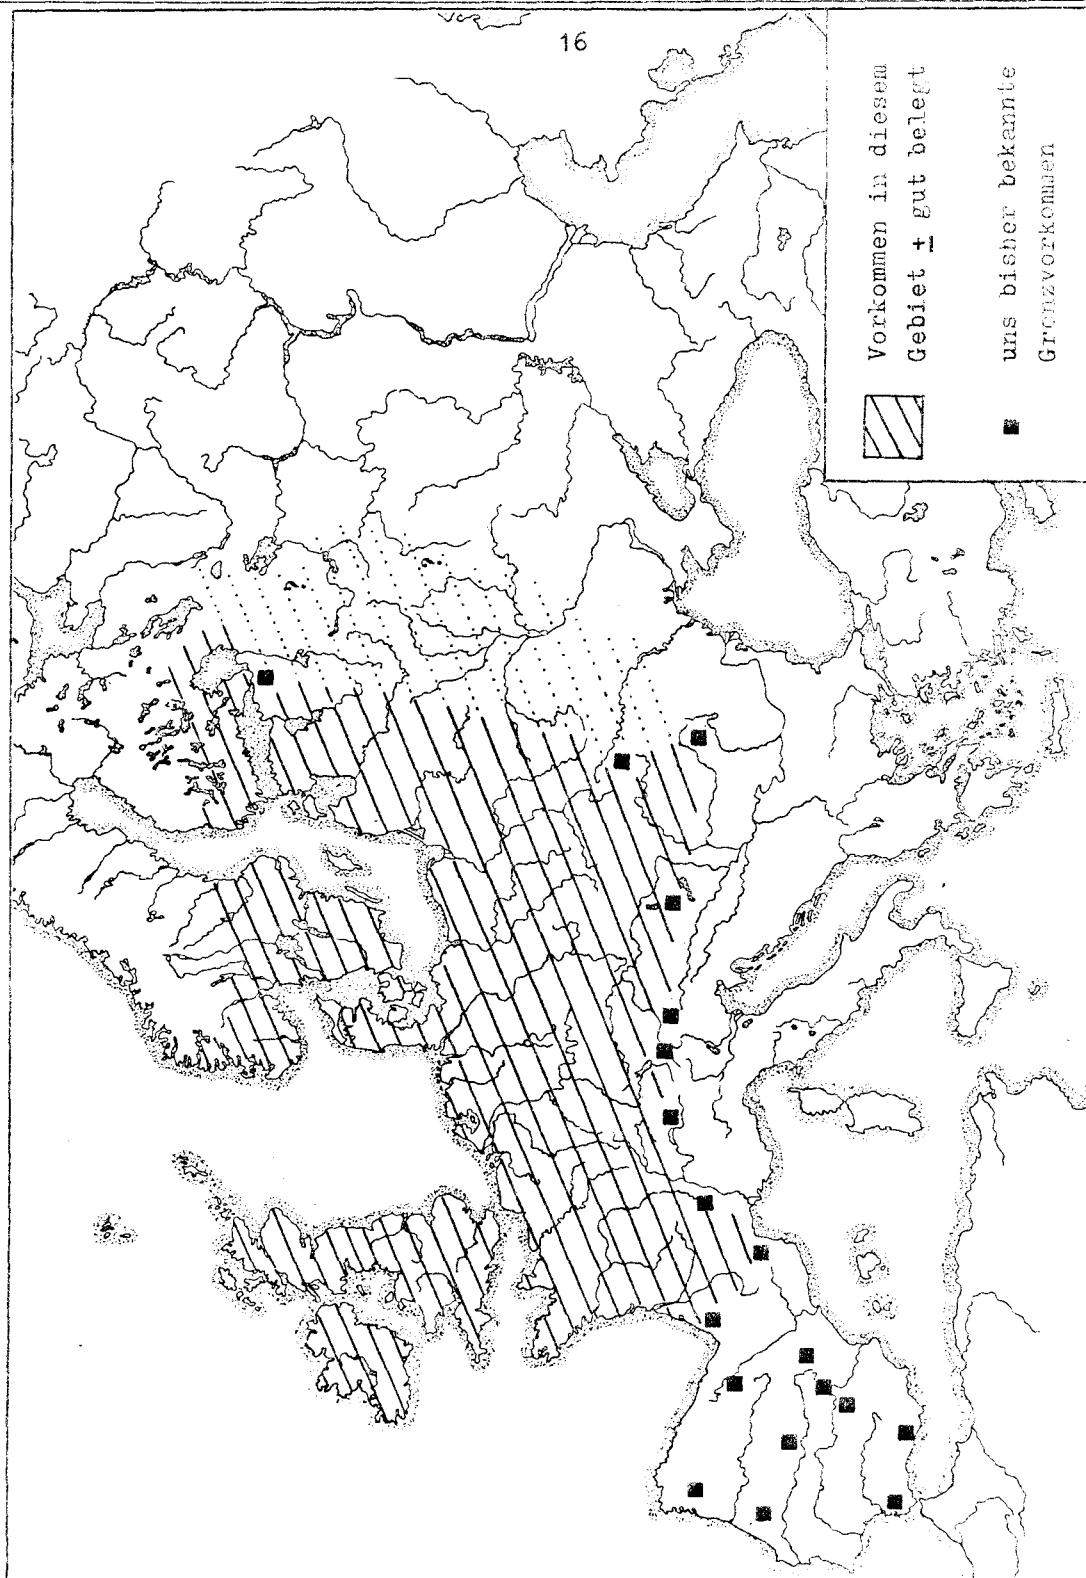 16
Vorkommen in diesem
Gebiet ± gut belegt
uns bisher bekannte
Grenzvorkommen
?
?